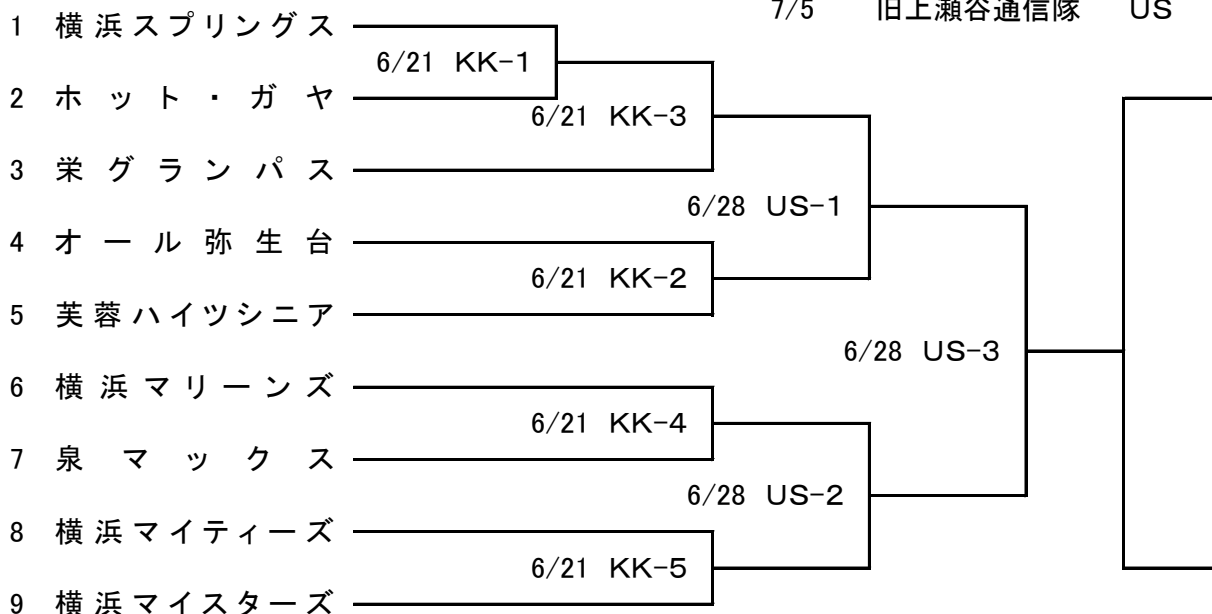 7/5 旧上瀬谷通信隊 US
1 横浜スプリングス
6/21 KK-1
2 ホット・ガヤ
6/21 KK-3
3 栄グランパス
6/28 US-1
4 オール弥生台
6/21 KK-2
5 芙蓉ハイツシニア
6/28 US-3
6 横浜マリーンズ
6/21 KK-4
7 泉マックス
6/28 US-2
8 横浜マイティーズ
6/21 KK-5
9 横浜マイスターズ